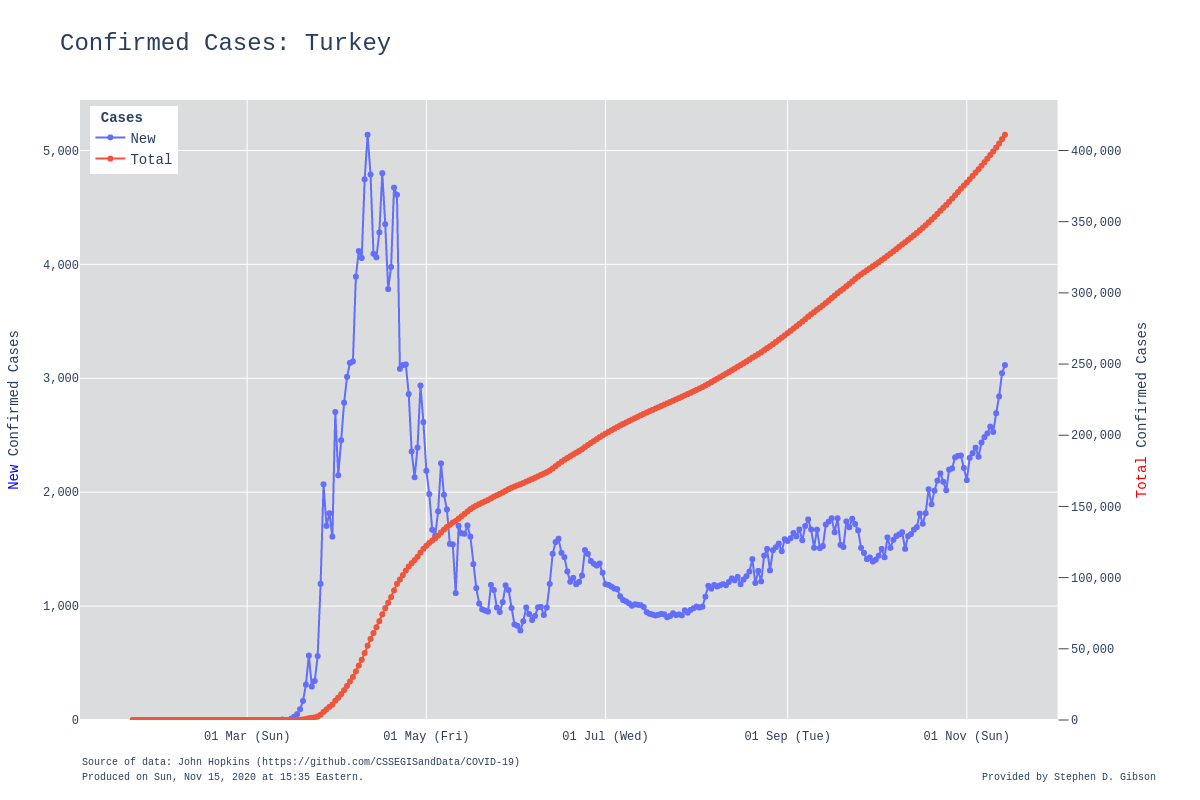 Confirmed Cases: Turkey
Cases
New
Total
5,000
4,000
3,000
2,000
1,000
0
New Confirmed Cases
400,000
350,000
300,000
250,000
200,000
150,000
100,000
50,000
0
Total Confirmed Cases
01 Mar (Sun) 01 May (Fri) 01 Jul (Wed) 01 Sep (Tue) 01 Nov (Sun)
Source of data: John Hopkins (https://github.com/CSSEGISandData/COVID-19)
Produced on Sun, Nov 15, 2020 at 15:35 Eastern.
Provided by Stephen D. Gibson